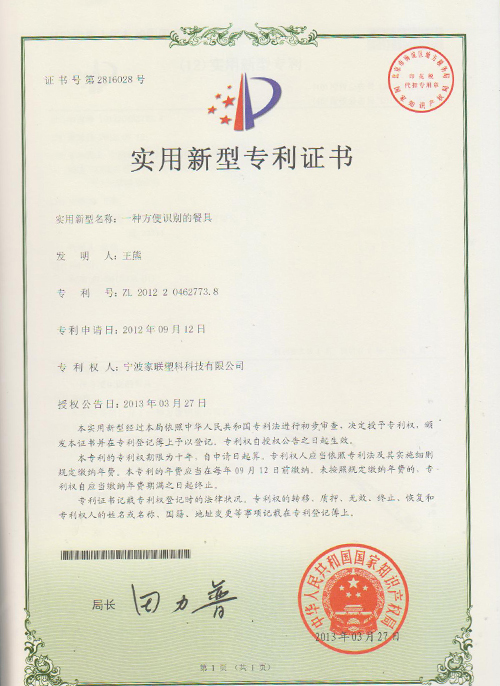 证书号第2816028号
印花税
代扣专用章
国家知识产权局
实用新型专利证书
实用新型名称：一种方便识别的餐具
发明人：王熊
专利号：ZL 2012 2 0462773.8
专利申请日：2012年09月12日
专利权人：宁波家联塑料科技有限公司
授权公告日：2013年03月27日
本实用新型经过本局依照中华人民共和国专利法进行初步审查，决定授予专利权，颁
发本证书并在专利登记簿上予以登记。专利权自授权公告之日起生效。
本专利的专利权期限为十年，自申请日起算。专利权人应当依照专利法及其实施细则
规定缴纳年费。本专利的年费应当在每年09月12日前缴纳。未按照规定缴纳年费的，专
利权自应当缴纳年费期满之日起终止。
专利证书记载专利权登记时的法律状况。专利权的转移、质押、无效、终止、恢复和
专利权人的姓名或名称、国籍、地址变更等事项记载在专利登记簿上。
局长
田力普
中华人民共和国国家知识产权局
2013年03月27日
第1页（共1页）